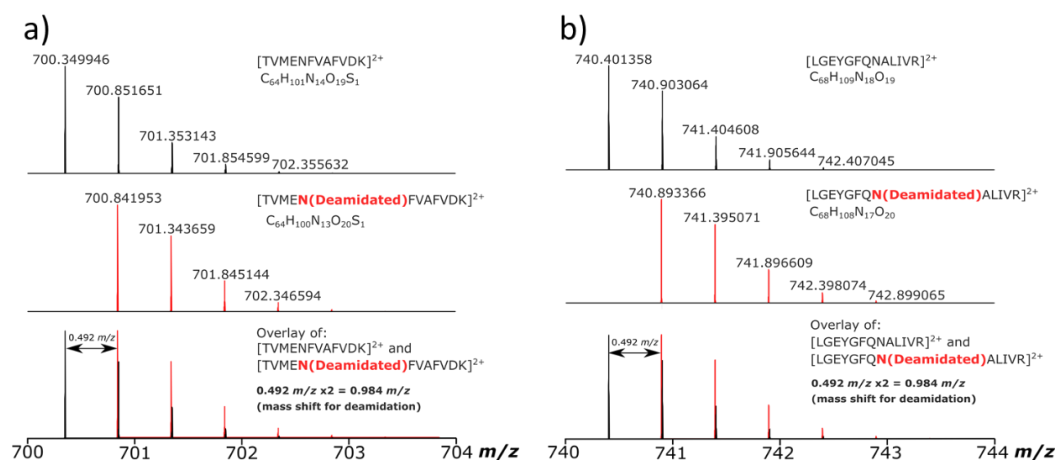 a)
700.349946
[TVMENFVAFVDK]²⁺
C₆₄H₁₀₁N₁₄O₁₉S₁
700.851651
701.353143
701.854599
702.355632
700.841953
[TVMEN(Deamidated)FVAFVDK]²⁺
C₆₄H₁₀₀N₁₃O₂₀S₁
701.343659
701.845144
702.346594
0.492 m/z
Overlay of:
[TVMENFVAFVDK]²⁺ and
[TVMEN(Deamidated)FVAFVDK]²⁺
0.492 m/z x2 = 0.984 m/z
(mass shift for deamidation)
700 701 702 703 704 m/z
b)
740.401358
[LGEYGFQNALIVR]²⁺
C₆₈H₁₀₉N₁₈O₁₉
740.903064
741.404608
741.905644
742.407045
740.893366
[LGEYGFQN(Deamidated)ALIVR]²⁺
C₆₈H₁₀₈N₁₇O₂₀
741.395071
741.896609
742.398074
742.899065
0.492 m/z
Overlay of:
[LGEYGFQNALIVR]²⁺ and
[LGEYGFQN(Deamidated)ALIVR]²⁺
0.492 m/z x2 = 0.984 m/z
(mass shift for deamidation)
740 741 742 743 744 m/z